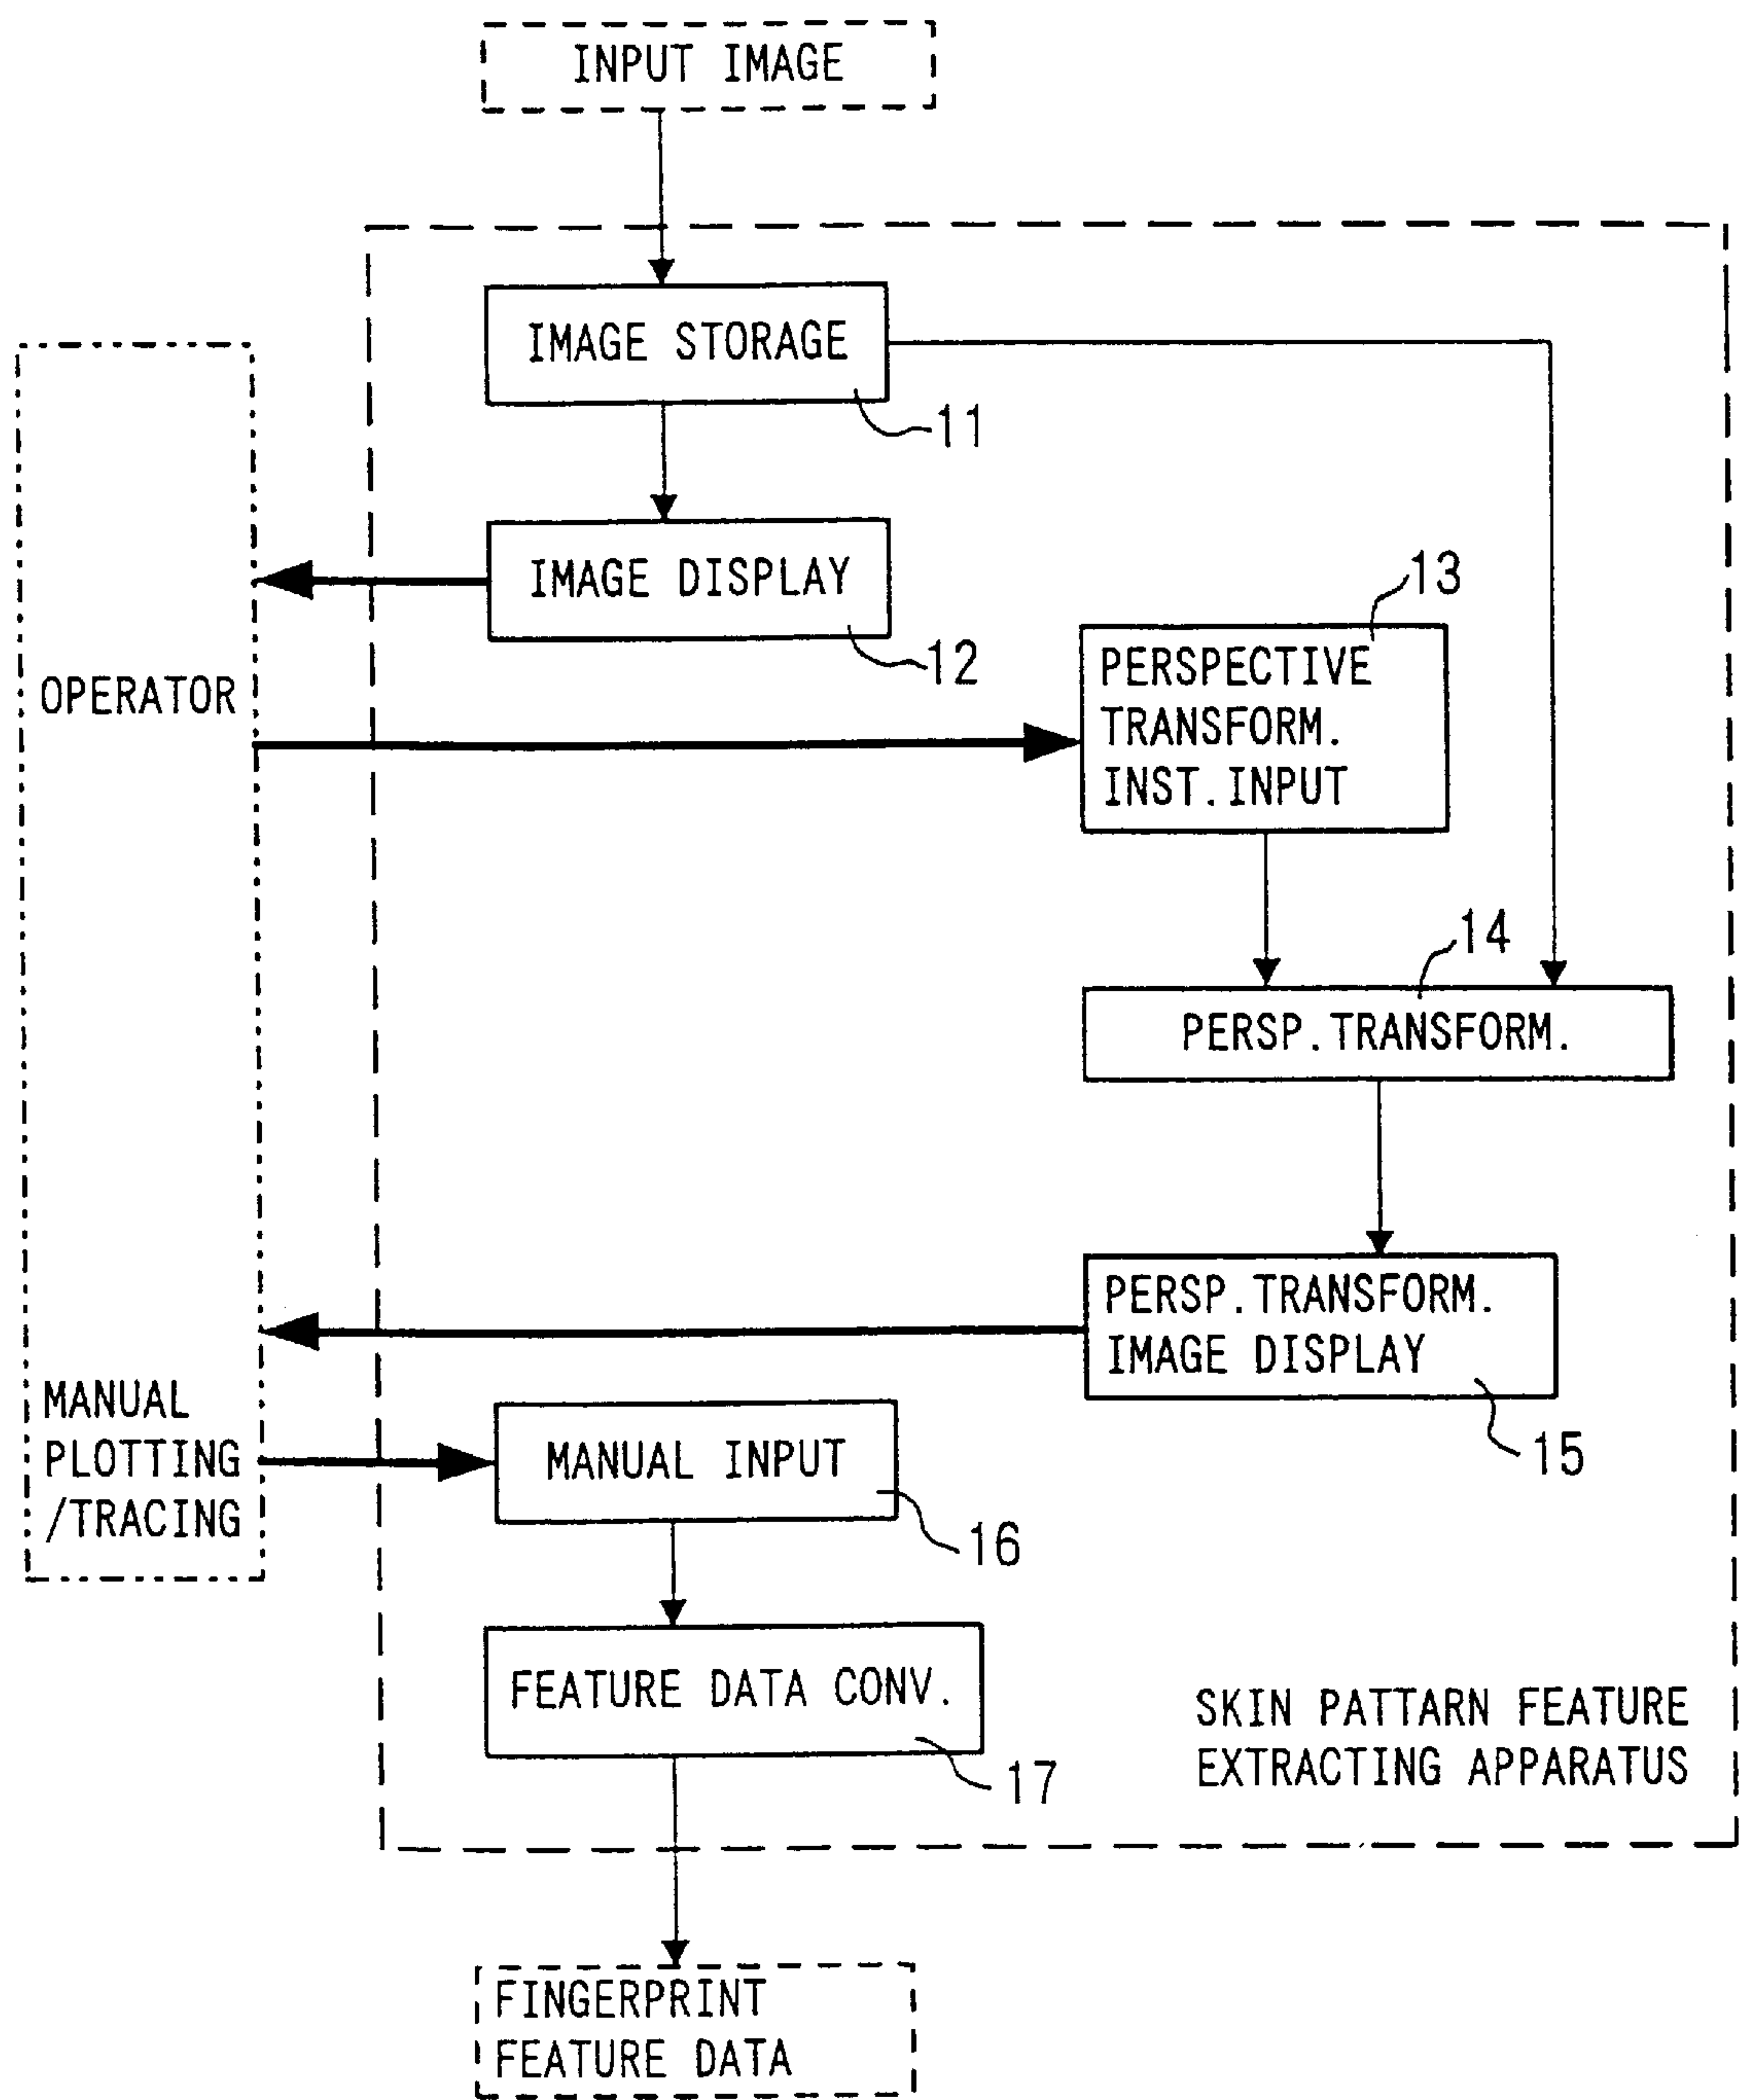 INPUT IMAGE
IMAGE STORAGE
11
IMAGE DISPLAY
12
13
PERSPECTIVE
TRANSFORM.
INST.INPUT
OPERATOR
14
PERSP.TRANSFORM.
PERSP.TRANSFORM.
IMAGE DISPLAY
15
MANUAL
PLOTTING
/TRACING
MANUAL INPUT
16
FEATURE DATA CONV.
17
SKIN PATTARN FEATURE
EXTRACTING APPARATUS
FINGERPRINT
FEATURE DATA